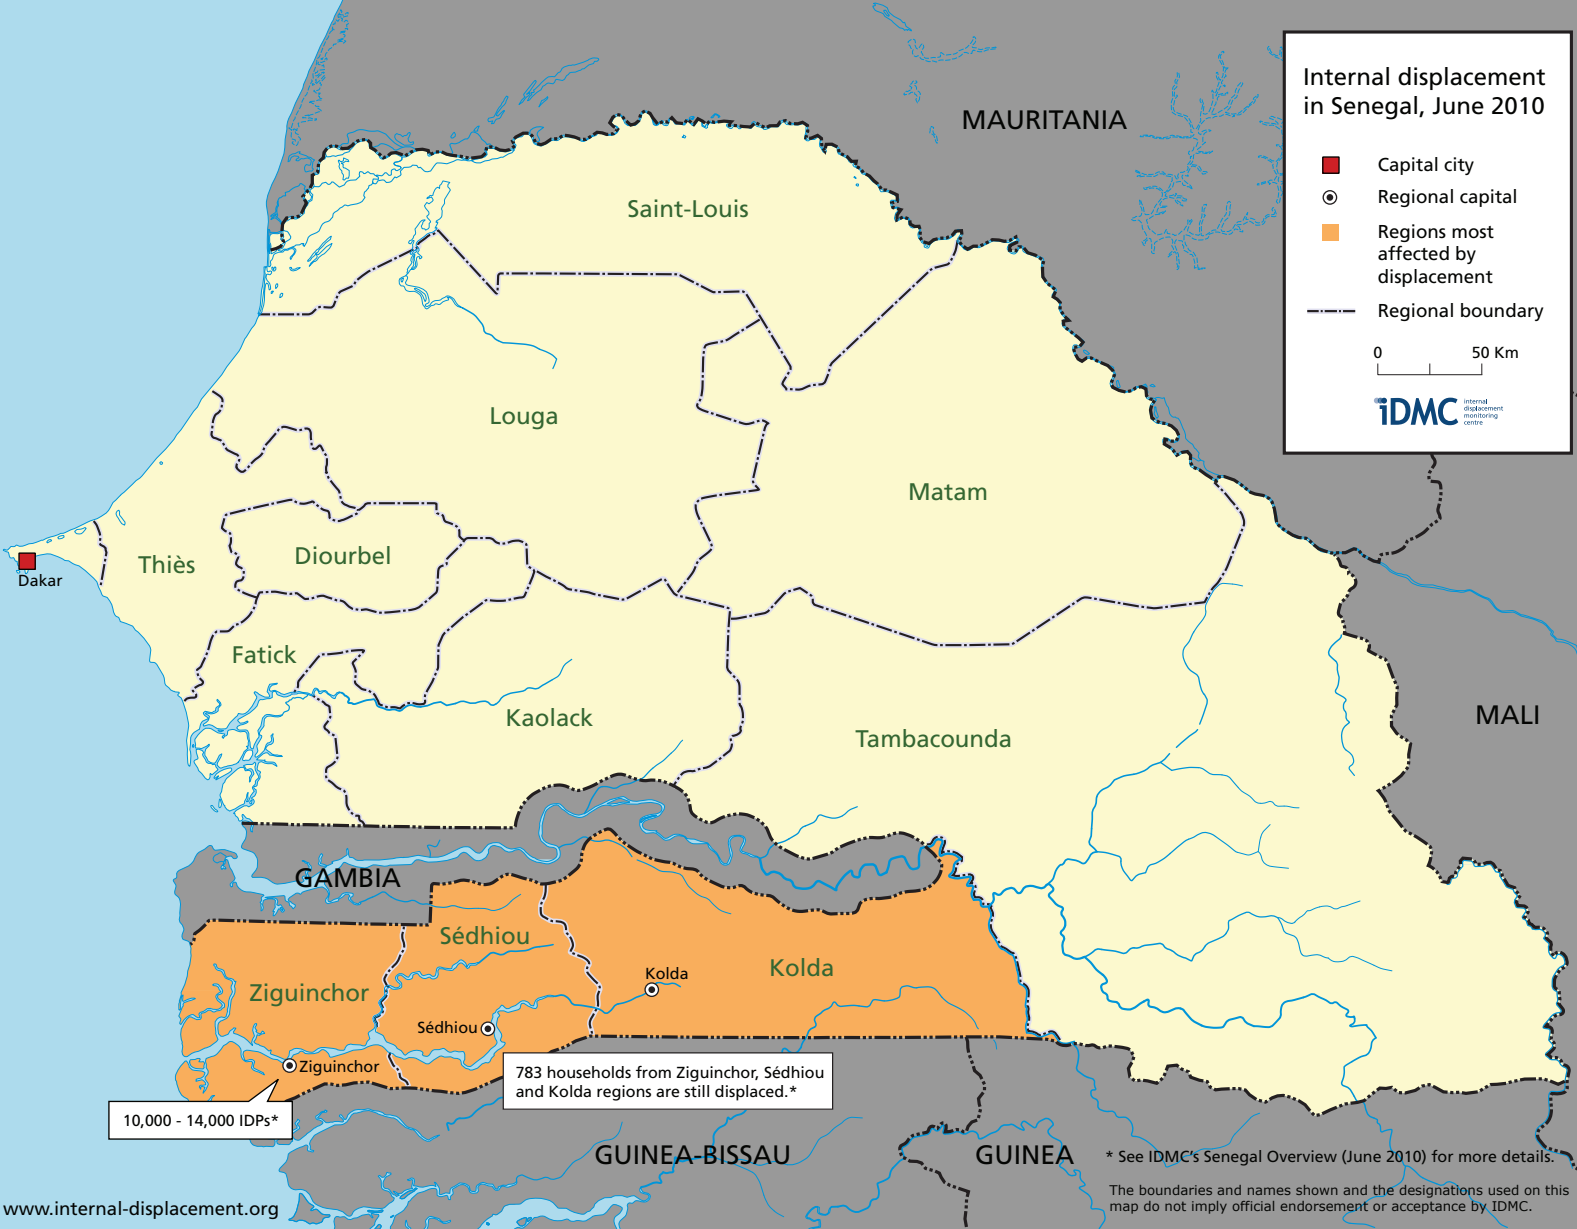 Internal displacement
in Senegal, June 2010
Capital city
Regional capital
Regions most
affected by
displacement
Regional boundary
0 50 Km
iDMC
internal
displacement
monitoring
centre
MAURITANIA
Saint-Louis
Louga
Matam
Thiès
Diourbel
Dakar
Fatick
Kaolack
Tambacounda
MALI
GAMBIA
Sédhiou
Kolda
Kolda
Ziguinchor
Sédhiou
Ziguinchor
783 households from Ziguinchor, Sédhiou
and Kolda regions are still displaced.*
10,000 - 14,000 IDPs*
GUINEA-BISSAU
GUINEA
* See IDMC's Senegal Overview (June 2010) for more details.
The boundaries and names shown and the designations used on this
map do not imply official endorsement or acceptance by IDMC.
www.internal-displacement.org